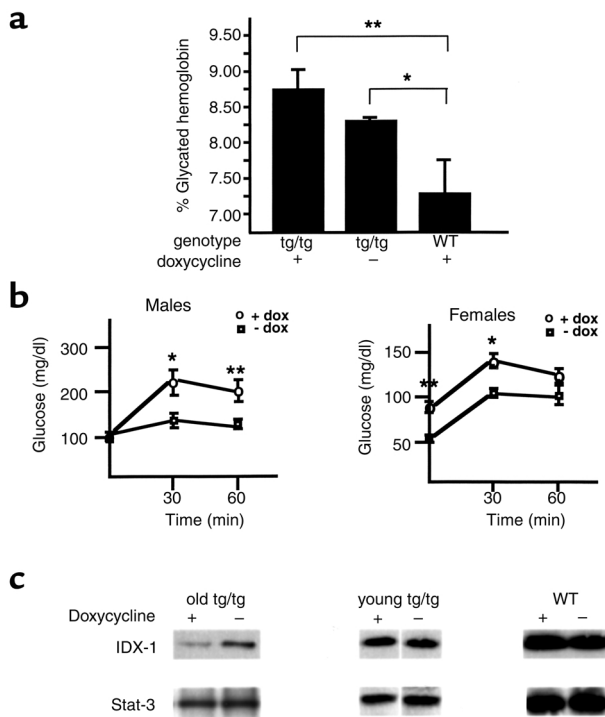 a
**
*
% Glycated hemoglobin
9.50
9.00
8.50
8.00
7.50
7.00
genotype tg/tg tg/tg WT
doxycycline + – +
b
Males
+ dox
- dox
Glucose (mg/dl)
300
200
100
*
**
30 60
Time (min)
Females
+ dox
- dox
Glucose (mg/dl)
150
100
50
**
*
30 60
Time (min)
c
old tg/tg young tg/tg WT
Doxycycline + – + – + –
IDX-1
Stat-3